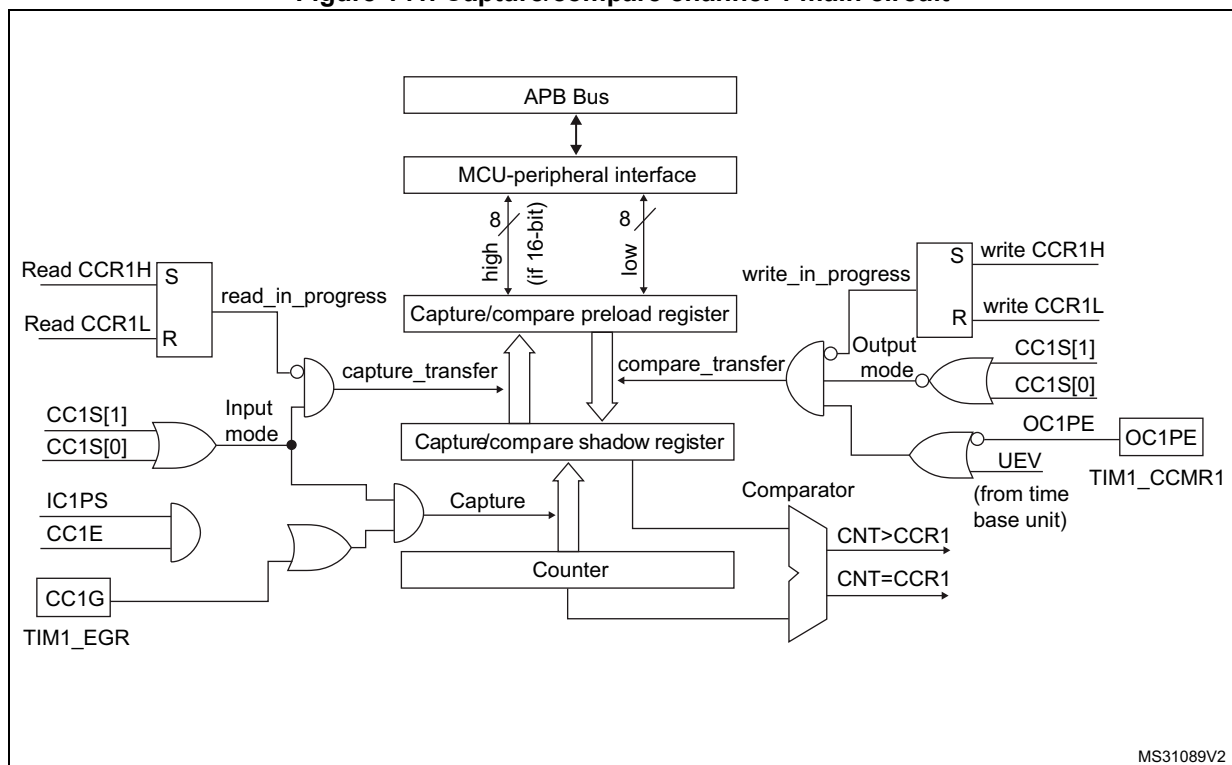 APB Bus
MCU-peripheral interface
8
high
(if 16-bit)
8
low
Read CCR1H
Read CCR1L
S
R
read_in_progress
Capture/compare preload register
write_in_progress
S
R
write CCR1H
write CCR1L
capture_transfer
compare_transfer
Output
mode
CC1S[1]
CC1S[0]
CC1S[1]
CC1S[0]
Input
mode
Capture/compare shadow register
OC1PE
OC1PE
UEV
(from time
base unit)
TIM1_CCMR1
IC1PS
CC1E
Capture
Comparator
CNT>CCR1
CNT=CCR1
Counter
CC1G
TIM1_EGR
MS31089V2